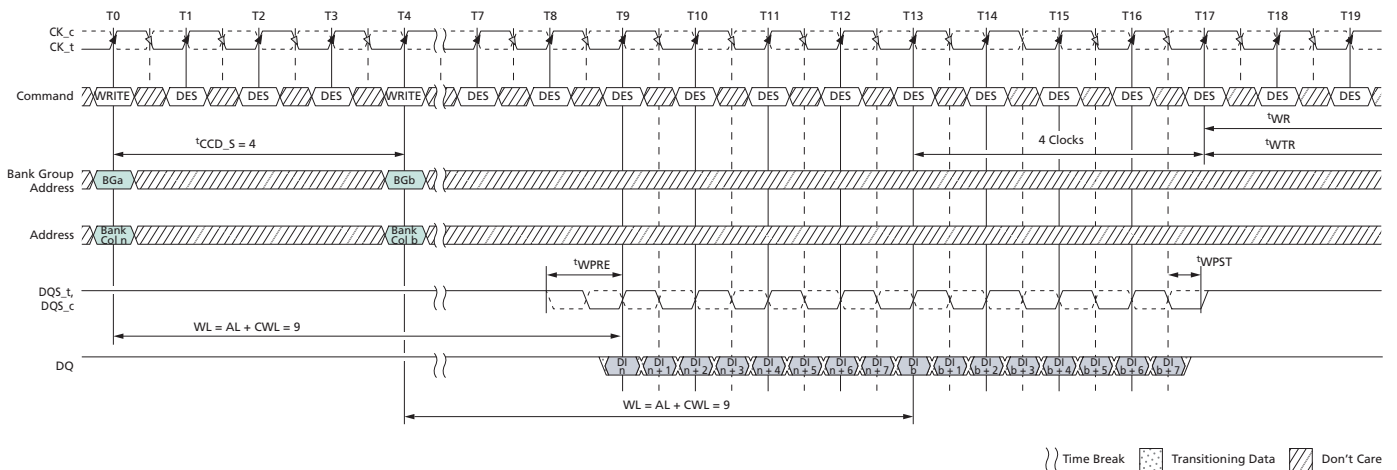 T0 T1 T2 T3 T4 T7 T8 T9 T10 T11 T12 T13 T14 T15 T16 T17 T18 T19
CK_c
CK_t
Command WRITE DES DES DES WRITE DES DES DES DES DES DES DES DES DES DES DES DES DES
tWR
tCCD_S = 4
4 Clocks
tWTR
Bank Group
Address
BGa BGb
Address
Bank
Col n
Bank
Col b
tWPRE
tWPST
DQS_t,
DQS_c
WL = AL + CWL = 9
DQ
DI
n
DI
n + 1
DI
n + 2
DI
n + 3
DI
n + 4
DI
n + 5
DI
n + 6
DI
n + 7
DI
b
DI
b + 1
DI
b + 2
DI
b + 3
DI
b + 4
DI
b + 5
DI
b + 6
DI
b + 7
WL = AL + CWL = 9
Time Break Transitioning Data Don't Care